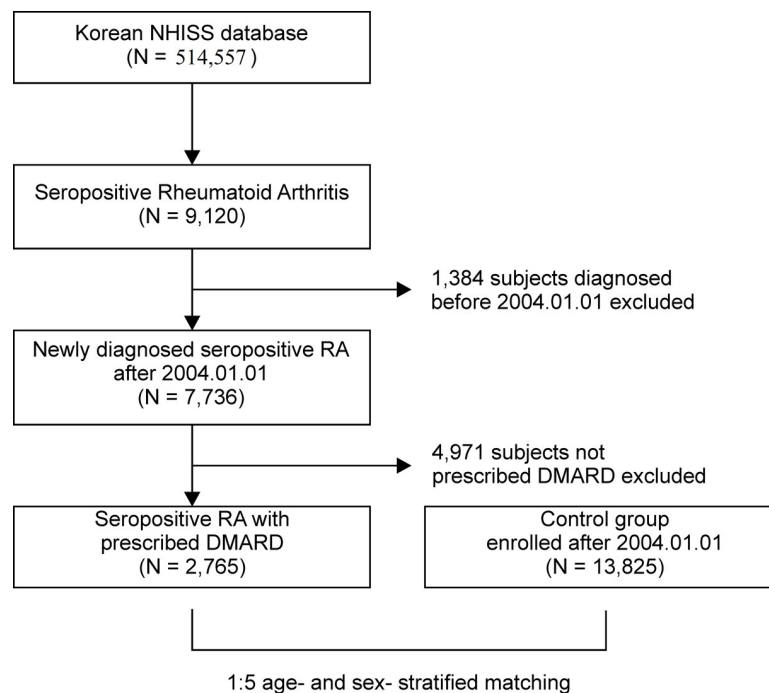 Korean NHISS database
(N = 514,557)
Seropositive Rheumatoid Arthritis
(N = 9,120)
1,384 subjects diagnosed
before 2004.01.01 excluded
Newly diagnosed seropositive RA
after 2004.01.01
(N = 7,736)
4,971 subjects not
prescribed DMARD excluded
Seropositive RA with
prescribed DMARD
(N = 2,765)
Control group
enrolled after 2004.01.01
(N = 13,825)
1:5 age- and sex- stratified matching